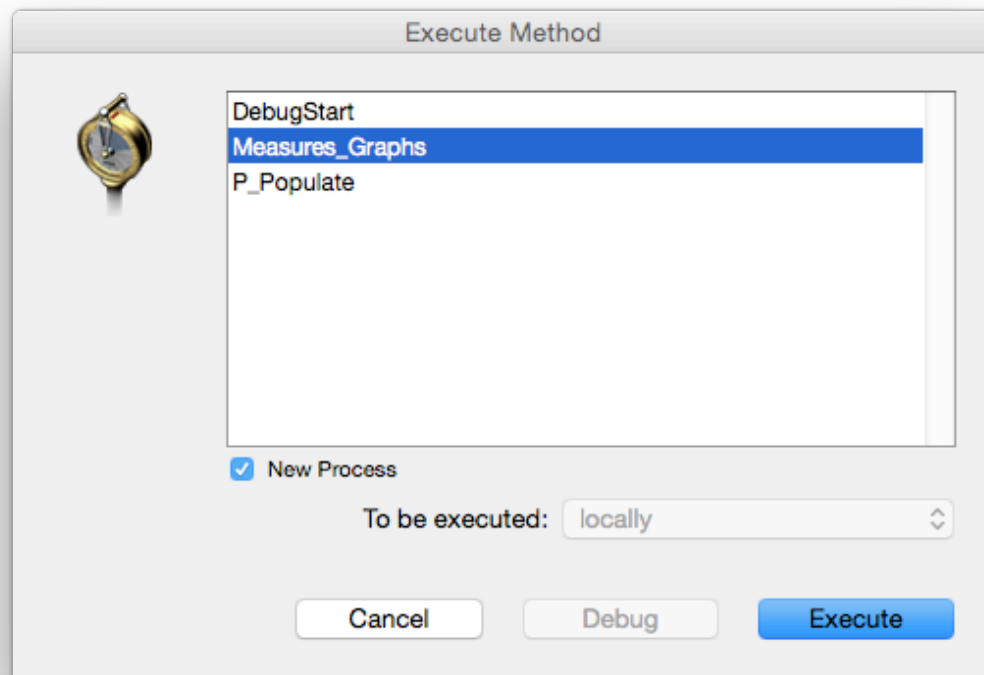 Execute Method
DebugStart
Measures_Graphs
P_Populate
New Process
To be executed: locally
Cancel Debug Execute